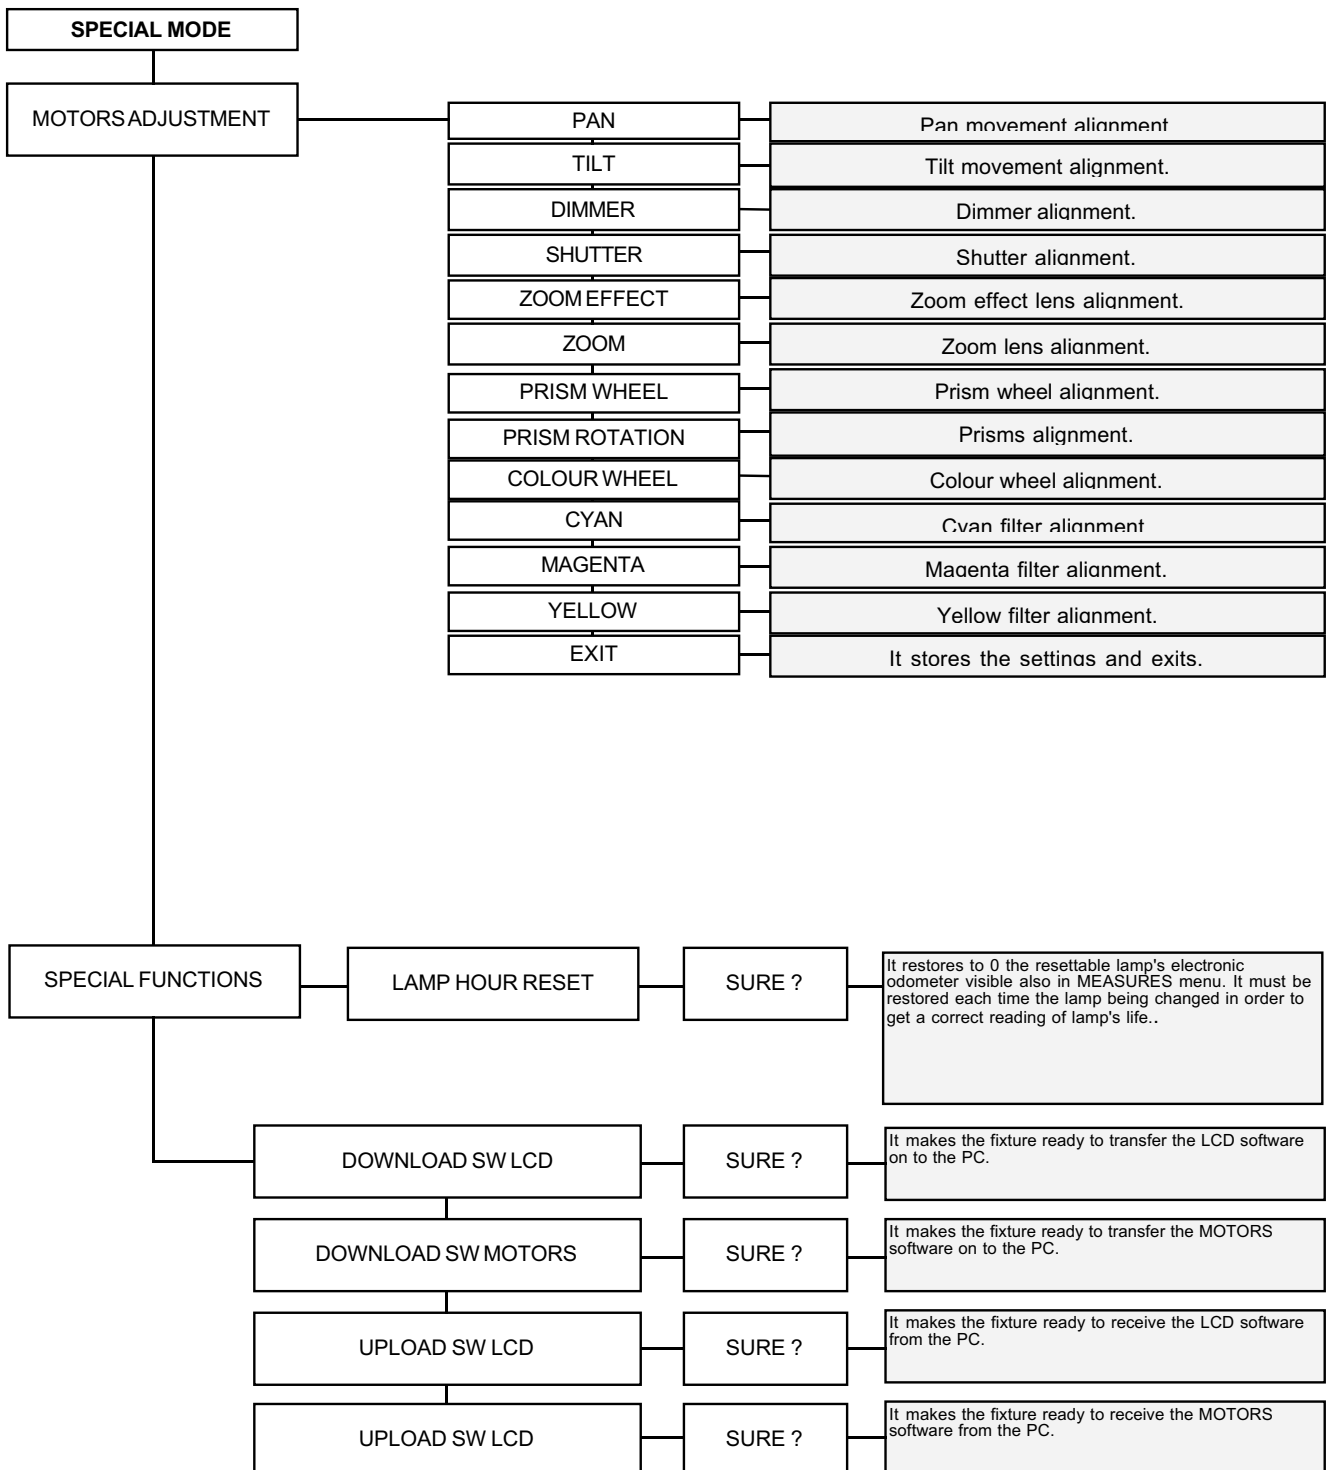 SPECIAL MODE
MOTORS ADJUSTMENT
PAN
Pan movement alignment
TILT
Tilt movement alignment.
DIMMER
Dimmer alignment.
SHUTTER
Shutter alignment.
ZOOM EFFECT
Zoom effect lens alignment.
ZOOM
Zoom lens alignment.
PRISM WHEEL
Prism wheel alignment.
PRISM ROTATION
Prisms alignment.
COLOUR WHEEL
Colour wheel alignment.
CYAN
Cyan filter alignment
MAGENTA
Magenta filter alignment.
YELLOW
Yellow filter alignment.
EXIT
It stores the settings and exits.
SPECIAL FUNCTIONS
LAMP HOUR RESET
SURE ?
It restores to 0 the resettable lamp's electronic
odometer visible also in MEASURES menu. It must be
restored each time the lamp being changed in order to
get a correct reading of lamp's life..
DOWNLOAD SW LCD
SURE ?
It makes the fixture ready to transfer the LCD software
on to the PC.
DOWNLOAD SW MOTORS
SURE ?
It makes the fixture ready to transfer the MOTORS
software on to the PC.
UPLOAD SW LCD
SURE ?
It makes the fixture ready to receive the LCD software
from the PC.
UPLOAD SW LCD
SURE ?
It makes the fixture ready to receive the MOTORS
software from the PC.